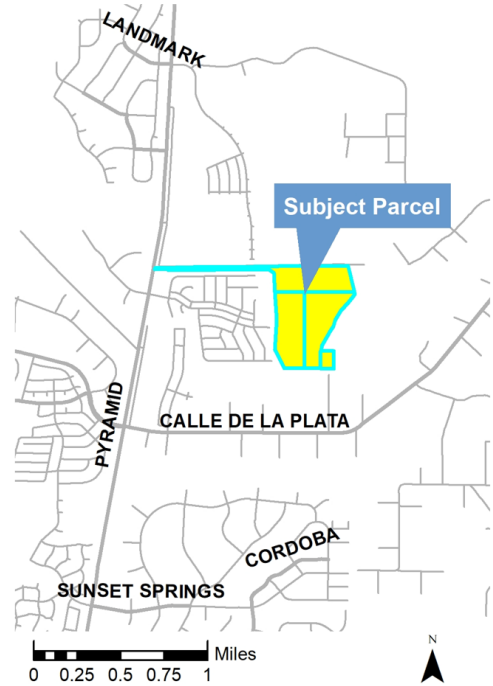 LANDMARK
Subject Parcel
PYRAMID
CALLE DE LA PLATA
CORDOBA
SUNSET SPRINGS
Miles
0 0.25 0.5 0.75 1
N